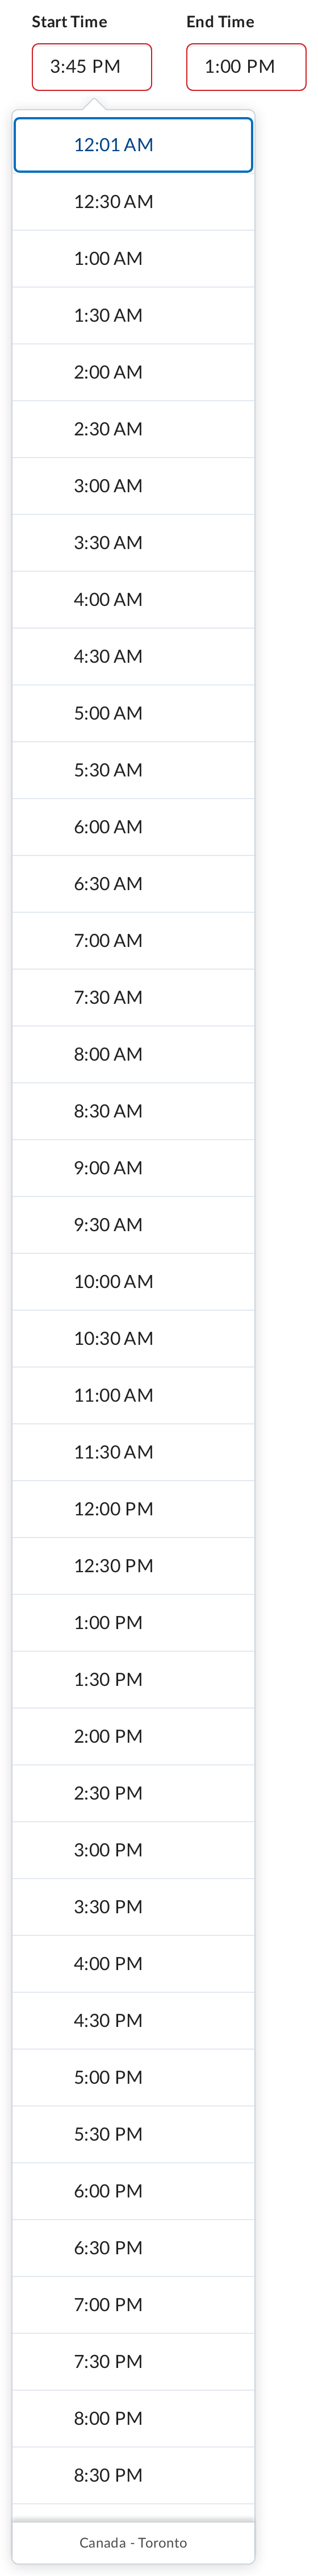 Start Time End Time
3:45 PM 1:00 PM
12:01 AM
12:30 AM
1:00 AM
1:30 AM
2:00 AM
2:30 AM
3:00 AM
3:30 AM
4:00 AM
4:30 AM
5:00 AM
5:30 AM
6:00 AM
6:30 AM
7:00 AM
7:30 AM
8:00 AM
8:30 AM
9:00 AM
9:30 AM
10:00 AM
10:30 AM
11:00 AM
11:30 AM
12:00 PM
12:30 PM
1:00 PM
1:30 PM
2:00 PM
2:30 PM
3:00 PM
3:30 PM
4:00 PM
4:30 PM
5:00 PM
5:30 PM
6:00 PM
6:30 PM
7:00 PM
7:30 PM
8:00 PM
8:30 PM
Canada - Toronto